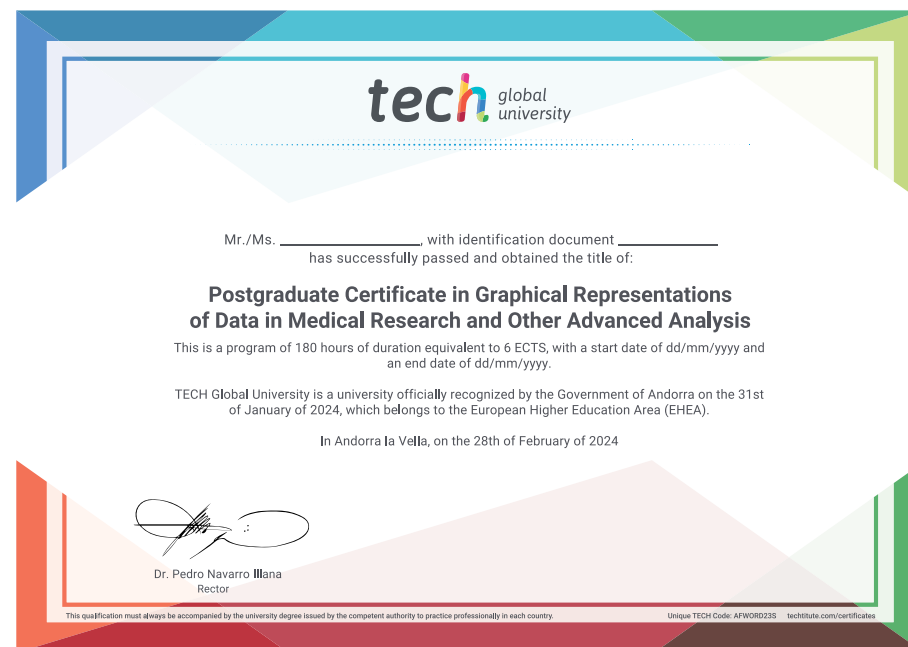 tech global university
Mr./Ms. ____________________, with identification document ______________
has successfully passed and obtained the title of:
Postgraduate Certificate in Graphical Representations
of Data in Medical Research and Other Advanced Analysis
This is a program of 180 hours of duration equivalent to 6 ECTS, with a start date of dd/mm/yyyy and
an end date of dd/mm/yyyy.
TECH Global University is a university officially recognized by the Government of Andorra on the 31st
of January of 2024, which belongs to the European Higher Education Area (EHEA).
In Andorra la Vella, on the 28th of February of 2024
Dr. Pedro Navarro Illana
Rector
This qualification must always be accompanied by the university degree issued by the competent authority to practice professionally in each country. Unique TECH Code: AFWORD23S techtitute.com/certificates